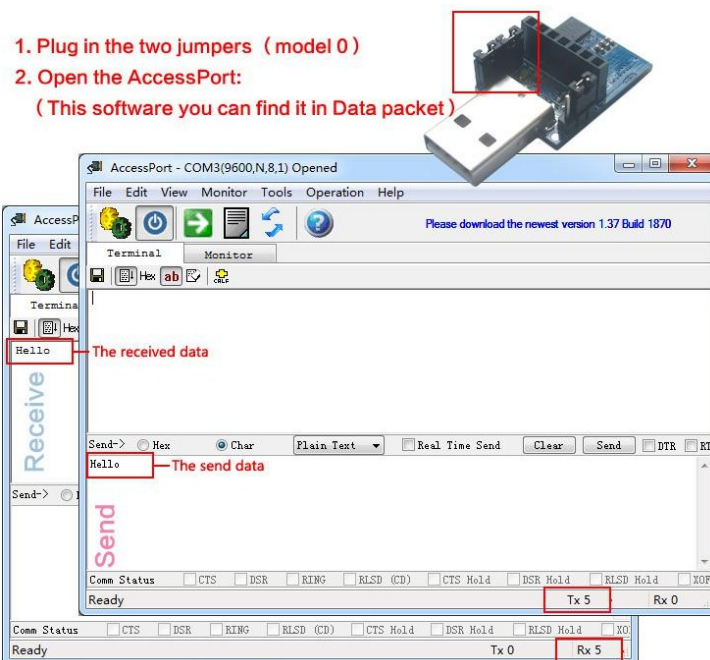 1. Plug in the two jumpers (model 0)
2. Open the AccessPort:
(This software you can find it in Data packet)
AccessPort - COM3(9600,N,8,1) Opened
File Edit View Monitor Tools Operation Help
Please download the newest version 1.37 Build 1870
Terminal Monitor
Hex ab CRLF
The received data
Send-> Hex Char Plain Text Real Time Send Clear Send DTR
Hello
The send data
Send
Comm Status CTS DSR RING RLSD (CD) CTS Hold DSR Hold RLSD Hold
Ready Tx 5 Rx 0
File Edit
Hex
Hello
Receive
Send->
Comm Status CTS DSR RING RLSD (CD) CTS Hold DSR Hold RLSD Hold
Ready Tx 0 Rx 5